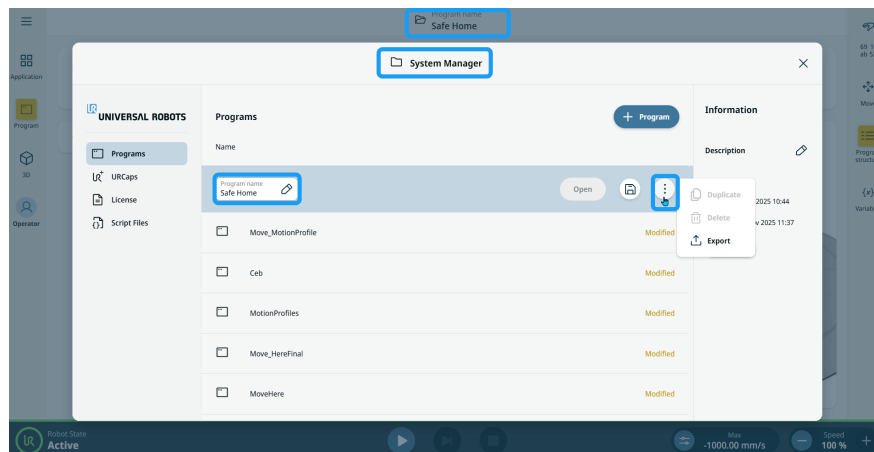 Program name
Safe Home
Application
Program
3D
Operator
System Manager
UNIVERSAL ROBOTS
Programs
URCaps
License
Script Files
Programs
+ Program
Name
Program name
Safe Home
Open
Move_MotionProfile
Modified
Ceb
Modified
MotionProfiles
Modified
Move_HereFinal
Modified
MoveHere
Modified
Information
Description
2025 10:44
2025 11:37
Duplicate
Delete
Export
Move
{x}
Robot State
Active
Max
-1000.00 mm/s
Speed
100 %